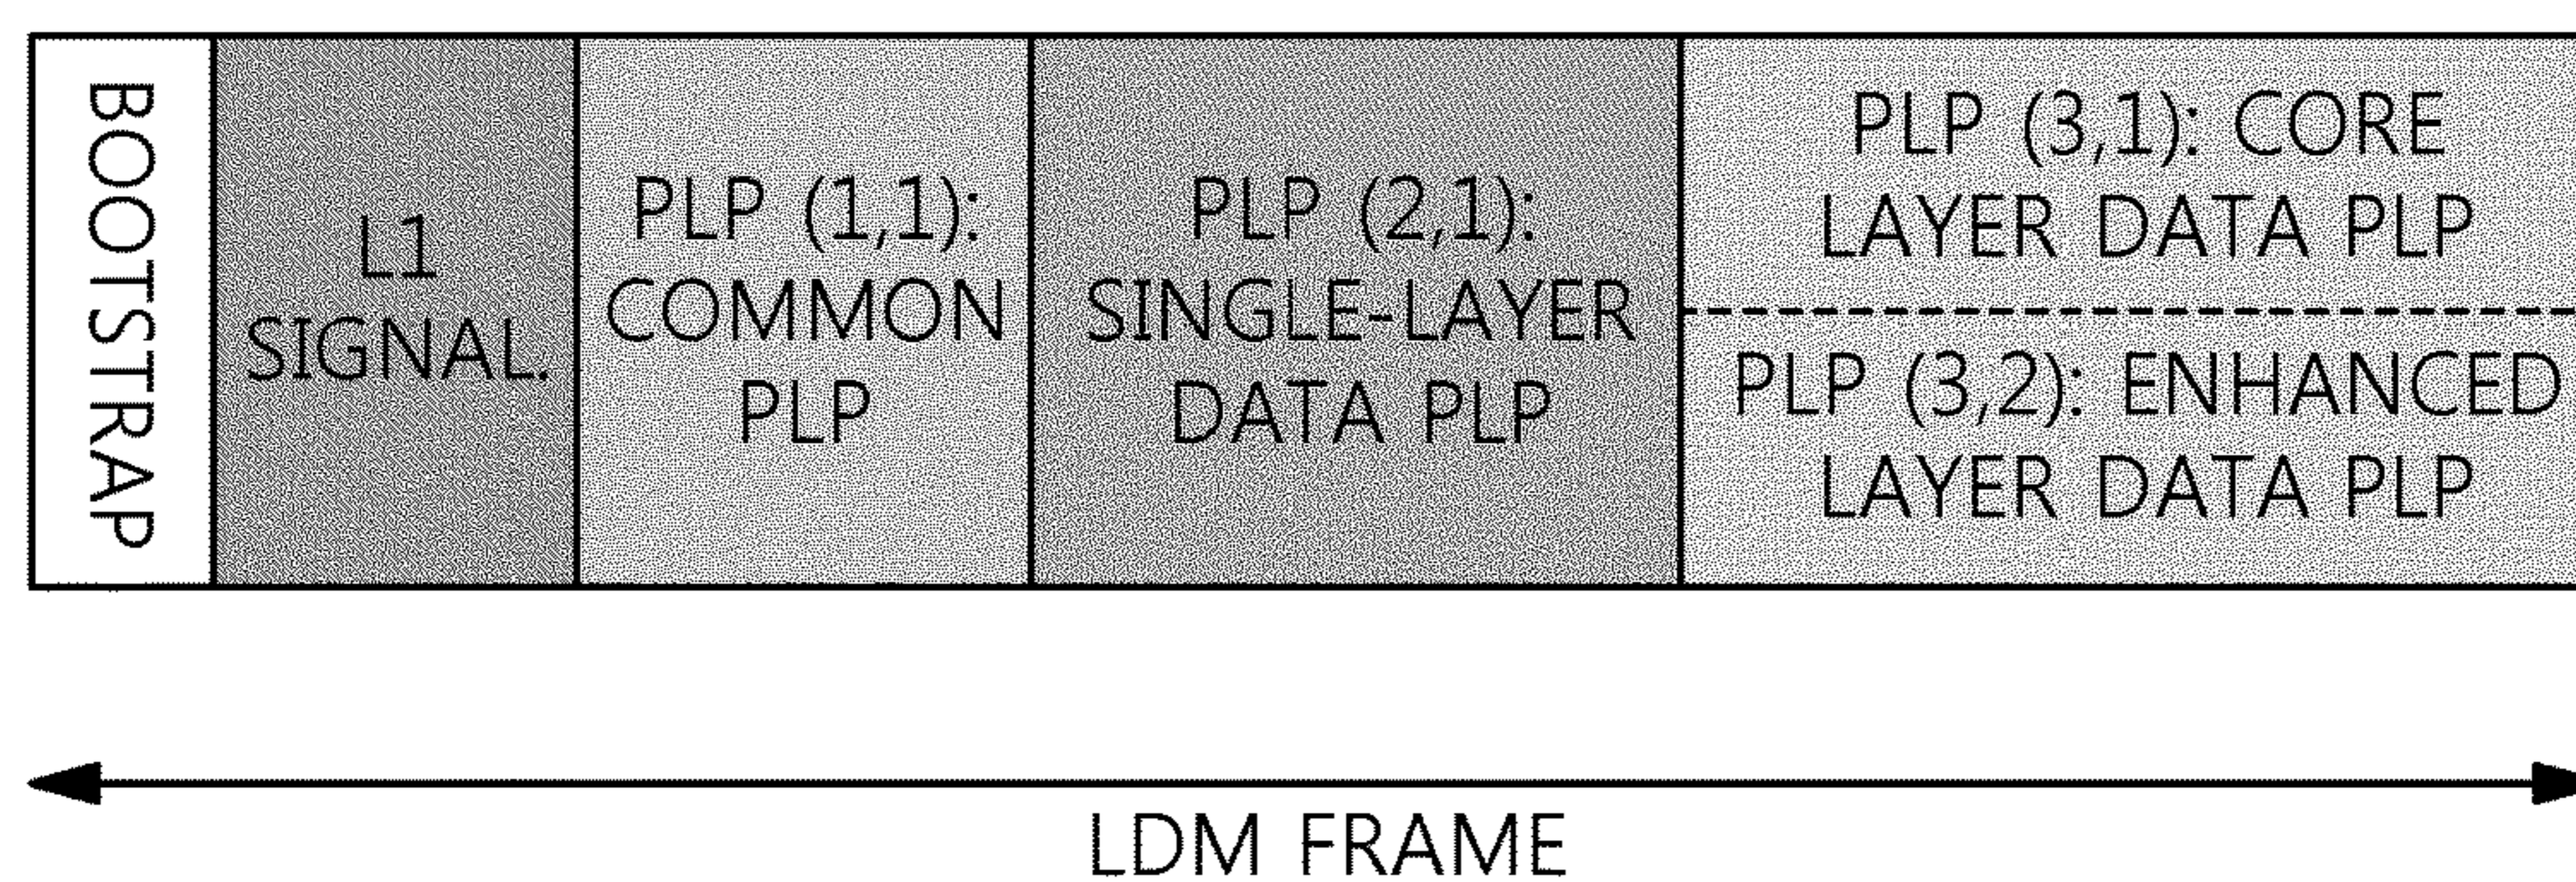 BOOTSTRAP
L1
SIGNAL.
PLP (1,1):
COMMON
PLP
PLP (2,1):
SINGLE-LAYER
DATA PLP
PLP (3,1): CORE
LAYER DATA PLP
PLP (3,2): ENHANCED
LAYER DATA PLP
LDM FRAME